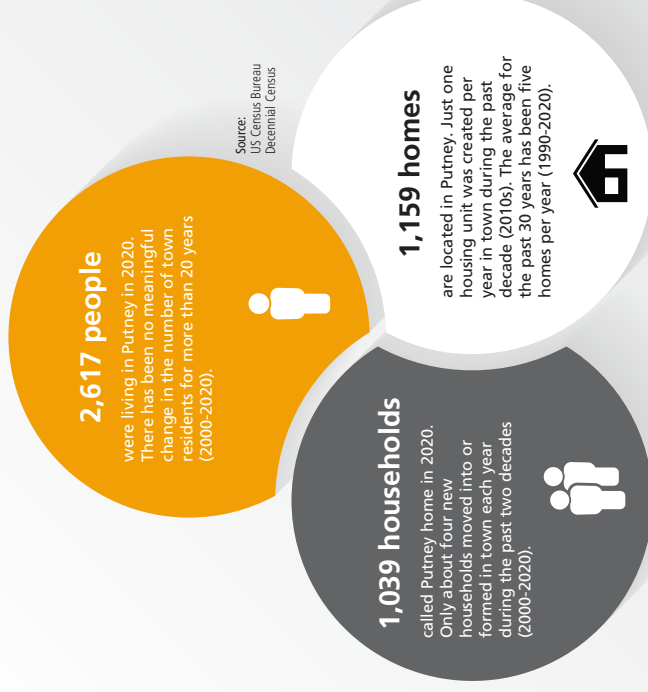 2,617 people
were living in Putney in 2020.
There has been no meaningful
change in the number of town
residents for more than 20 years
(2000-2020).
1,039 households
called Putney home in 2020.
Only about four new
households moved into or
formed in town each year
during the past two decades
(2000-2020).
1,159 homes
are located in Putney. Just one
housing unit was created per
year in town during the past
decade (2010s). The average for
the past 30 years has been five
homes per year (1990-2020).
Source:
US Census Bureau
Decennial Census